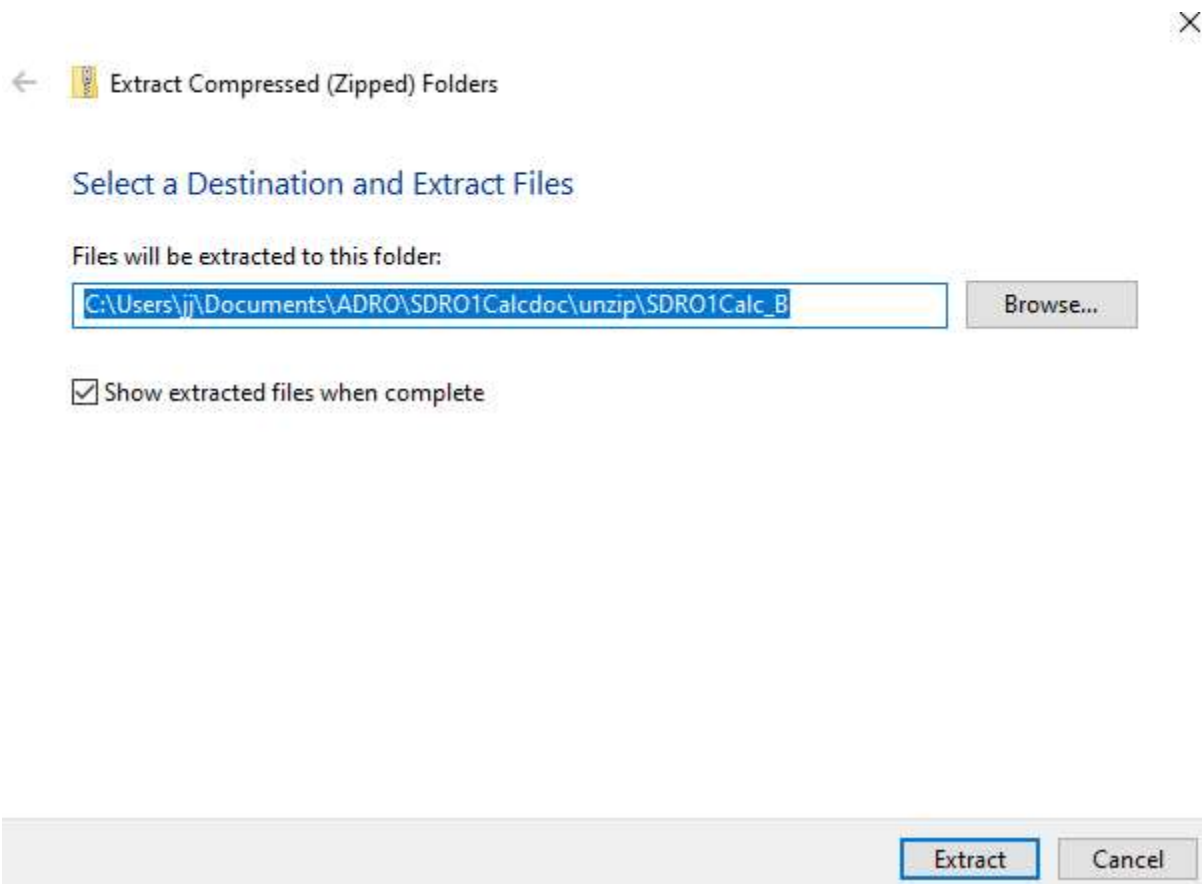 Extract Compressed (Zipped) Folders
Select a Destination and Extract Files
Files will be extracted to this folder:
C:\Users\jj\Documents\ADRO\SDRO1Calcdoc\unzip\SDRO1Calc_B
Browse...
Show extracted files when complete
Extract
Cancel